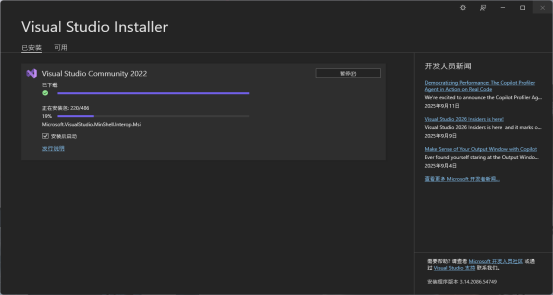 Visual Studio Installer
已安装 可用
Visual Studio Community 2022
暂停(P)
已下载
正在安装包: 220/486
19%
Microsoft.VisualStudio.MinShell.Interop.Msi
安装后启动
发行说明
开发人员新闻
Democratizing Performance: The Copilot Profiler
Agent in Action on Real Code
We're excited to announce the Copilot Profiler Ag...
2025年9月11日
Visual Studio 2026 Insiders is here!
Visual Studio 2026 Insiders is here and it marks o...
2025年9月9日
Make Sense of Your Output Window with Copilot
Ever found yourself staring at the Output Window...
2025年9月4日
查看更多 Microsoft 开发者新闻...
需要帮助? 请查看 Microsoft 开发人员社区 或通
过 Visual Studio 支持 联系我们。
安装程序版本 3.14.2086.54749